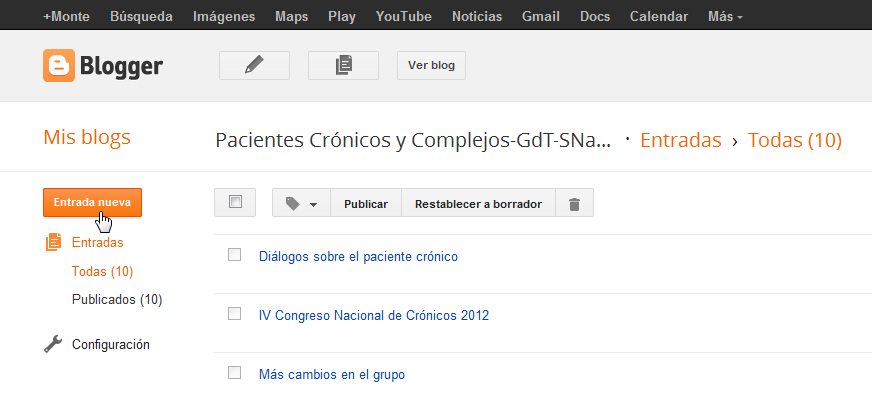 +Monte Búsqueda Imágenes Maps Play YouTube Noticias Gmail Docs Calendar Más
Blogger Ver blog
Mis blogs Pacientes Crónicos y Complejos-GdT-SNa... · Entradas › Todas (10)
Entrada nueva Publicar Restablecer a borrador
Entradas
Diálogos sobre el paciente crónico
Todas (10)
Publicados (10)
IV Congreso Nacional de Crónicos 2012
Configuración
Más cambios en el grupo